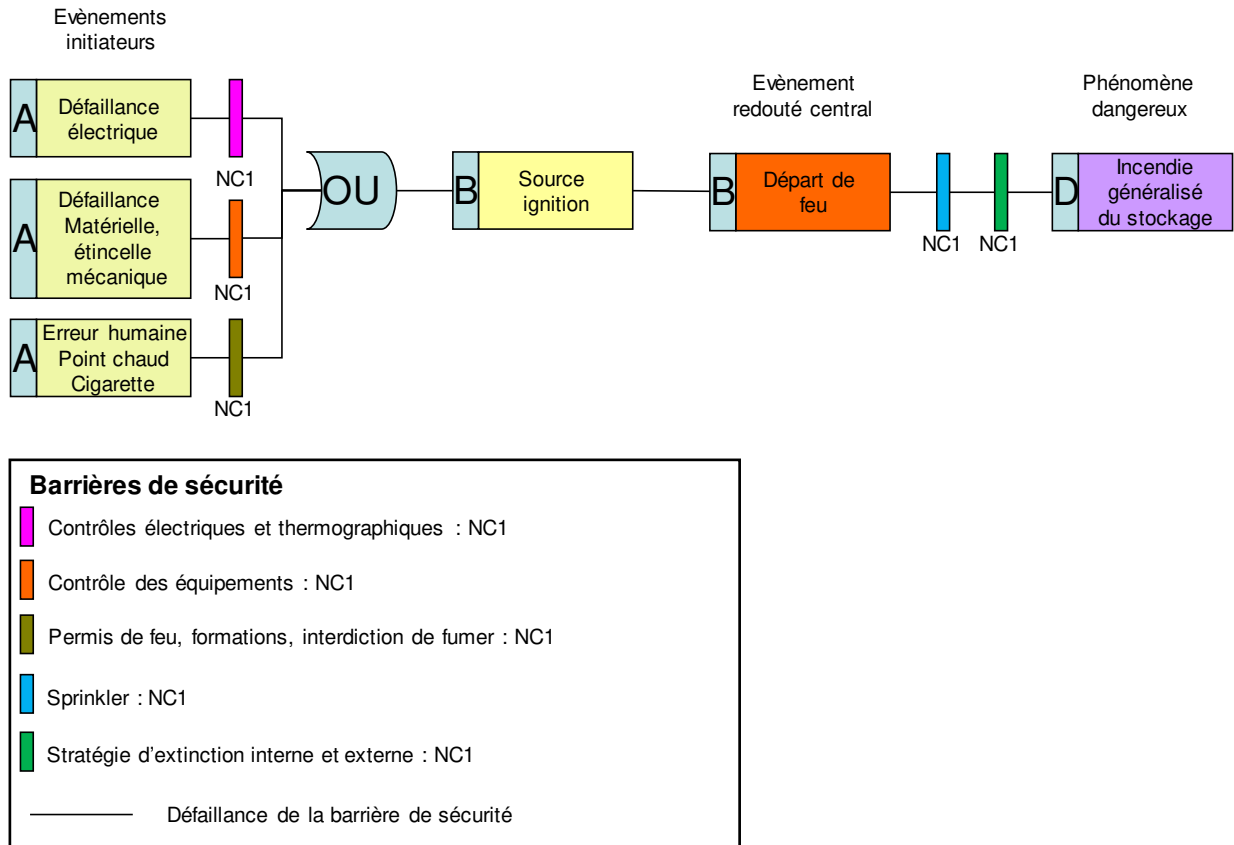 Evènements
initiateurs
A
Défaillance
électrique
NC1
A
Défaillance
Matérielle,
étincelle
mécanique
NC1
A
Erreur humaine
Point chaud
Cigarette
NC1
OU
B
Source
ignition
Evènement
redouté central
B
Départ de
feu
NC1
NC1
Phénomène
dangereux
D
Incendie
généralisé
du stockage
Barrières de sécurité
Contrôles électriques et thermographiques : NC1
Contrôle des équipements : NC1
Permis de feu, formations, interdiction de fumer : NC1
Sprinkler : NC1
Stratégie d'extinction interne et externe : NC1
Défaillance de la barrière de sécurité